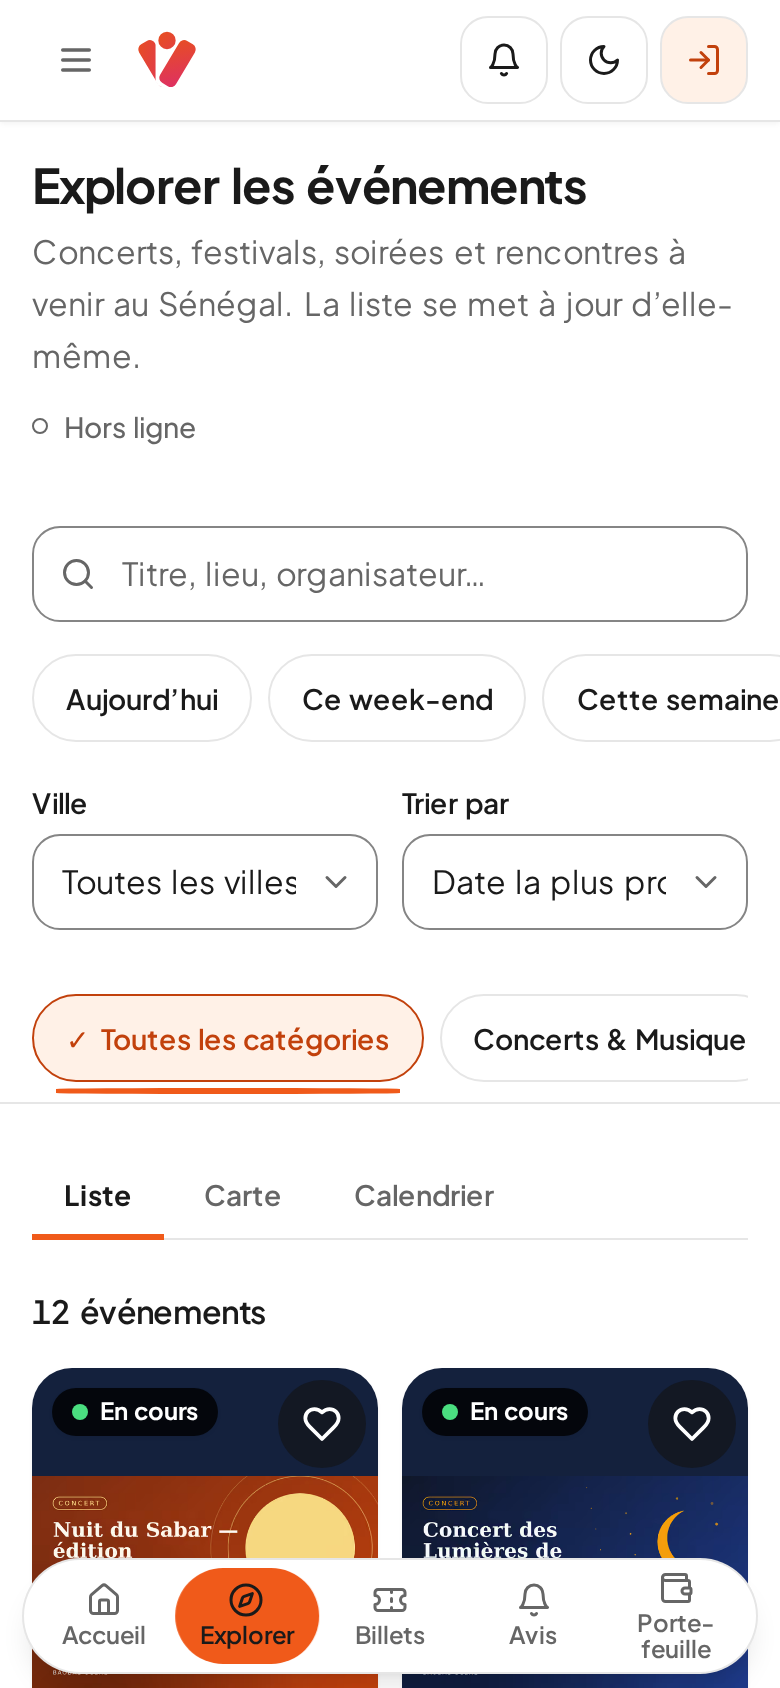 Explorer les événements
Concerts, festivals, soirées et rencontres à
venir au Sénégal. La liste se met à jour d’elle-
même.
Hors ligne
Titre, lieu, organisateur…
Aujourd’hui
Ce week-end
Cette semaine
Ville
Trier par
Toutes les villes
Date la plus pro
✓ Toutes les catégories
Concerts & Musique
Liste
Carte
Calendrier
12 événements
En cours
En cours
CONCERT
Nuit du Sabar —
édition
CONCERT
Concert des
Lumières de
Accueil
Explorer
Billets
Avis
Porte-
feuille